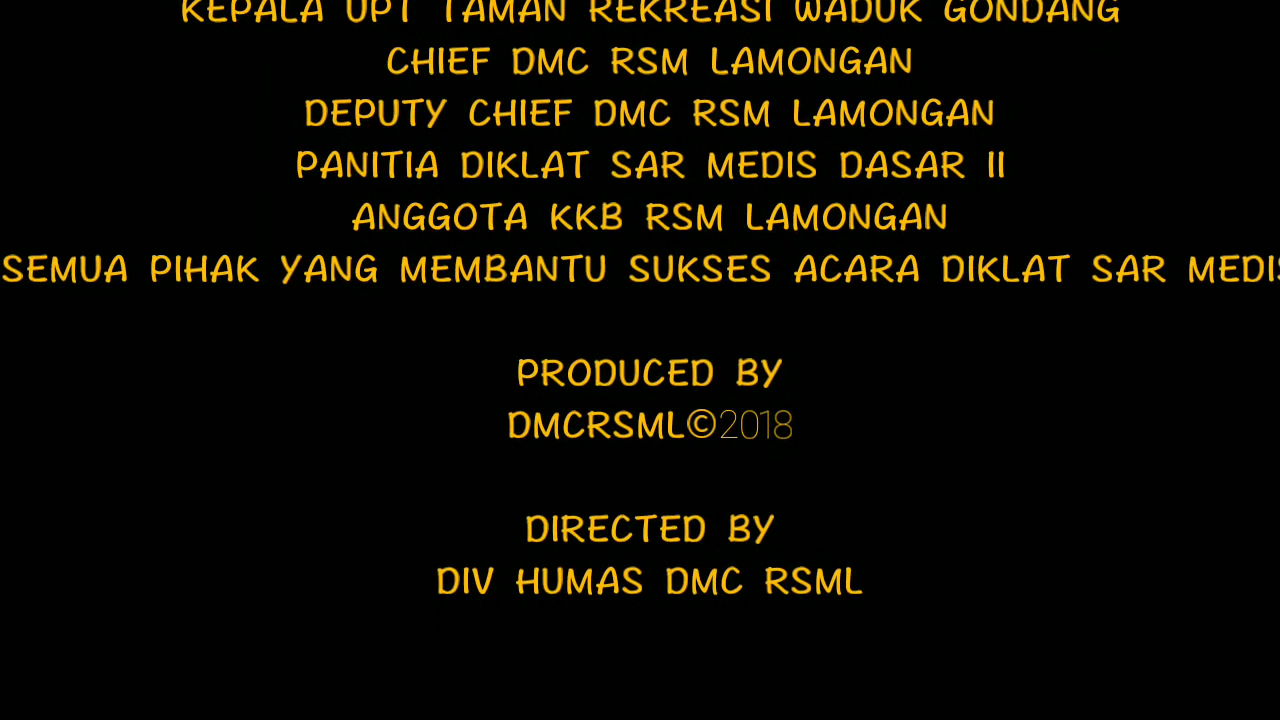 KEPALA UPT TAMAN REKREASI WADUK GONDANG
CHIEF DMC RSM LAMONGAN
DEPUTY CHIEF DMC RSM LAMONGAN
PANITIA DIKLAT SAR MEDIS DASAR II
ANGGOTA KKB RSM LAMONGAN
SEMUA PIHAK YANG MEMBANTU SUKSES ACARA DIKLAT SAR MEDIS
PRODUCED BY
DMCRSML©2018
DIRECTED BY
DIV HUMAS DMC RSML